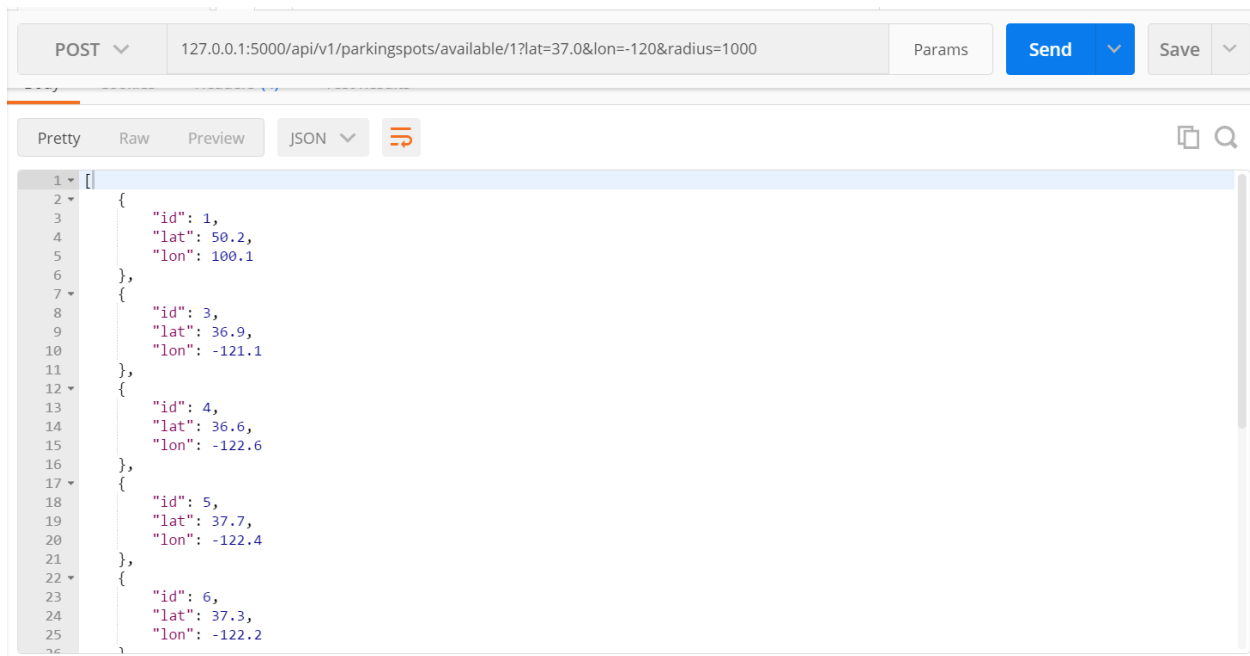 POST 127.0.0.1:5000/api/v1/parkingspots/available/1?lat=37.0&lon=-120&radius=1000 Params Send Save
Pretty Raw Preview JSON
1 [
2 {
3 "id": 1,
4 "lat": 50.2,
5 "lon": 100.1
6 },
7 {
8 "id": 3,
9 "lat": 36.9,
10 "lon": -121.1
11 },
12 {
13 "id": 4,
14 "lat": 36.6,
15 "lon": -122.6
16 },
17 {
18 "id": 5,
19 "lat": 37.7,
20 "lon": -122.4
21 },
22 {
23 "id": 6,
24 "lat": 37.3,
25 "lon": -122.2